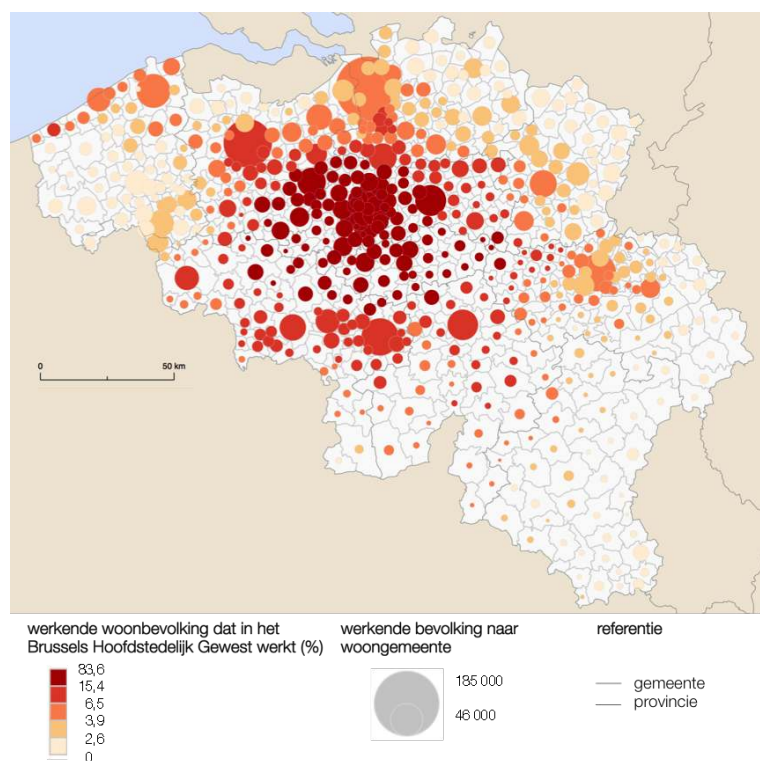 0
50 km
werkende woonbevolking dat in het
Brussels Hoofdstedelijk Gewest werkt (%)
83,6
15,4
6,5
3,9
2,6
0
werkende bevolking naar
woongemeente
185 000
46 000
referentie
gemeente
provincie